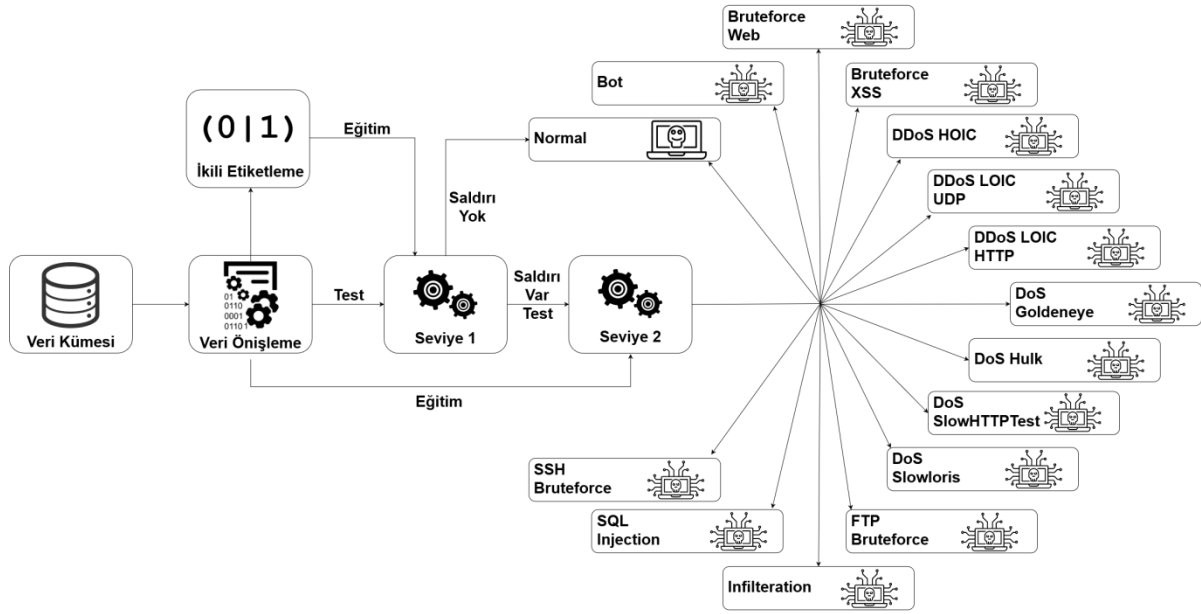 Bruteforce
Web
Bot
Bruteforce
XSS
(0|1)
İkili Etiketleme
Eğitim
Normal
DDoS HOIC
Saldırı
Yok
DDoS LOIC
UDP
DDoS LOIC
HTTP
01
0110
0001
01101
Veri Kümesi
Veri Önişleme
Test
Seviye 1
Saldırı
Var
Test
Seviye 2
DoS
Goldeneye
DoS Hulk
Eğitim
DoS
SlowHTTPTest
SSH
Bruteforce
DoS
Slowloris
SQL
Injection
FTP
Bruteforce
Infilteration